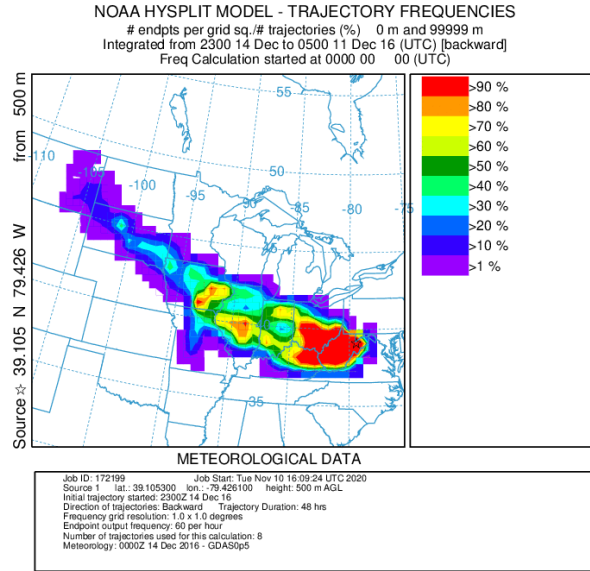 NOAA HYSPLIT MODEL - TRAJECTORY FREQUENCIES
# endpts per grid sq./# trajectories (%) 0 m and 99999 m
Integrated from 2300 14 Dec to 0500 11 Dec 16 (UTC) [backward]
Freq Calculation started at 0000 00 00 (UTC)
Source ☆ 39.105 N 79.426 W from 500 m
-110
-105
-100
-95
-90
-85
-80
-75
55
50
45
35
>90 %
>80 %
>70 %
>60 %
>50 %
>40 %
>30 %
>20 %
>10 %
>1 %
METEOROLOGICAL DATA
Job ID: 172199 Job Start: Tue Nov 10 16:09:24 UTC 2020
Source 1 lat.: 39.105300 lon.: -79.426100 height: 500 m AGL
Initial trajectory started: 2300Z 14 Dec 16
Direction of trajectories: Backward Trajectory Duration: 48 hrs
Frequency grid resolution: 1.0 x 1.0 degrees
Endpoint output frequency: 60 per hour
Number of trajectories used for this calculation: 8
Meteorology: 0000Z 14 Dec 2016 - GDAS0p5